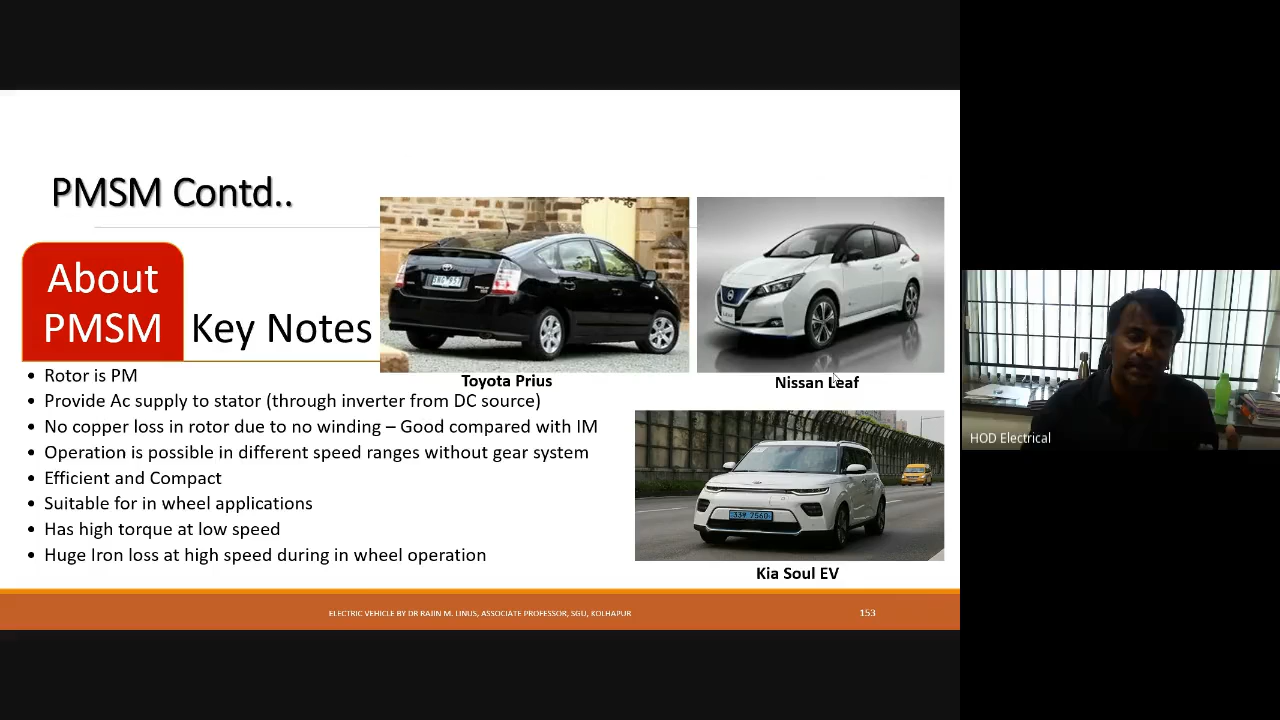 PMSM Contd..
About
PMSM
Key Notes
Toyota Prius
Nissan Leaf
• Rotor is PM
• Provide Ac supply to stator (through inverter from DC source)
• No copper loss in rotor due to no winding – Good compared with IM
• Operation is possible in different speed ranges without gear system
• Efficient and Compact
• Suitable for in wheel applications
• Has high torque at low speed
• Huge Iron loss at high speed during in wheel operation
Kia Soul EV
ELECTRIC VEHICLE BY DR RAJIN M. LINUS, ASSOCIATE PROFESSOR, SGU, KOLHAPUR
153
HOD Electrical